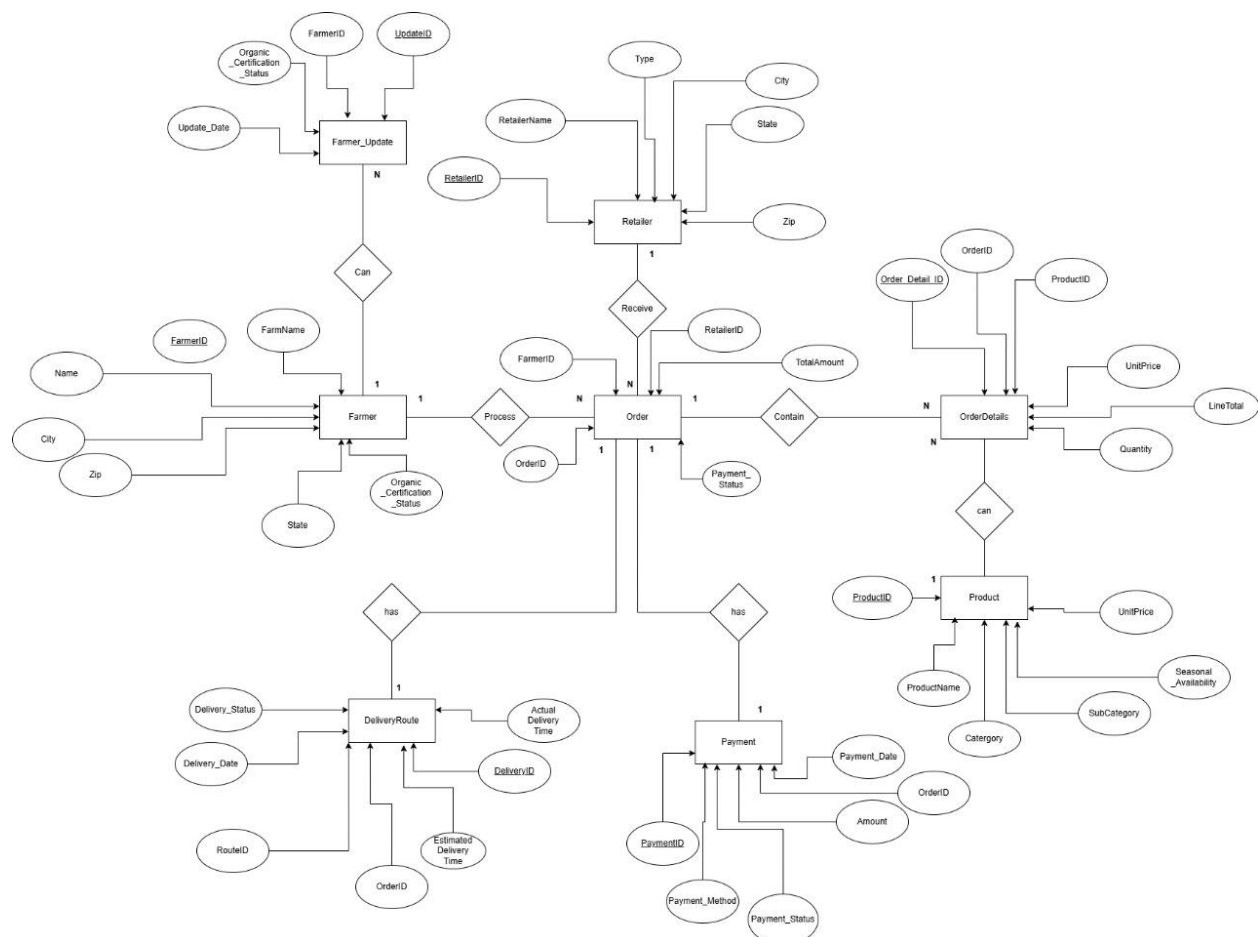 FarmerID
UpdateID
Organic
_Certification
_Status
Update_Date
Farmer_Update
N
Can
Type
City
RetailerName
State
RetailerID
Retailer
Zip
1
Receive
Order_Detail_ID
OrderID
ProductID
FarmName
FarmerID
Name
1
City
Zip
Farmer
1
State
Organic
_Certification
_Status
Process
N
FarmerID
RetailerID
TotalAmount
N
Order
1
OrderID
1
1
Payment_
Status
Contain
N
OrderDetails
N
UnitPrice
LineTotal
Quantity
can
1
ProductID
Product
UnitPrice
ProductName
Catergory
SubCategory
Seasonal
_Availability
has
1
Delivery_Status
DeliveryRoute
Actual
Delivery
Time
Delivery_Date
DeliveryID
RouteID
OrderID
Estimated
Delivery
Time
has
1
Payment
Payment_Date
OrderID
Amount
PaymentID
Payment_Method
Payment_Status